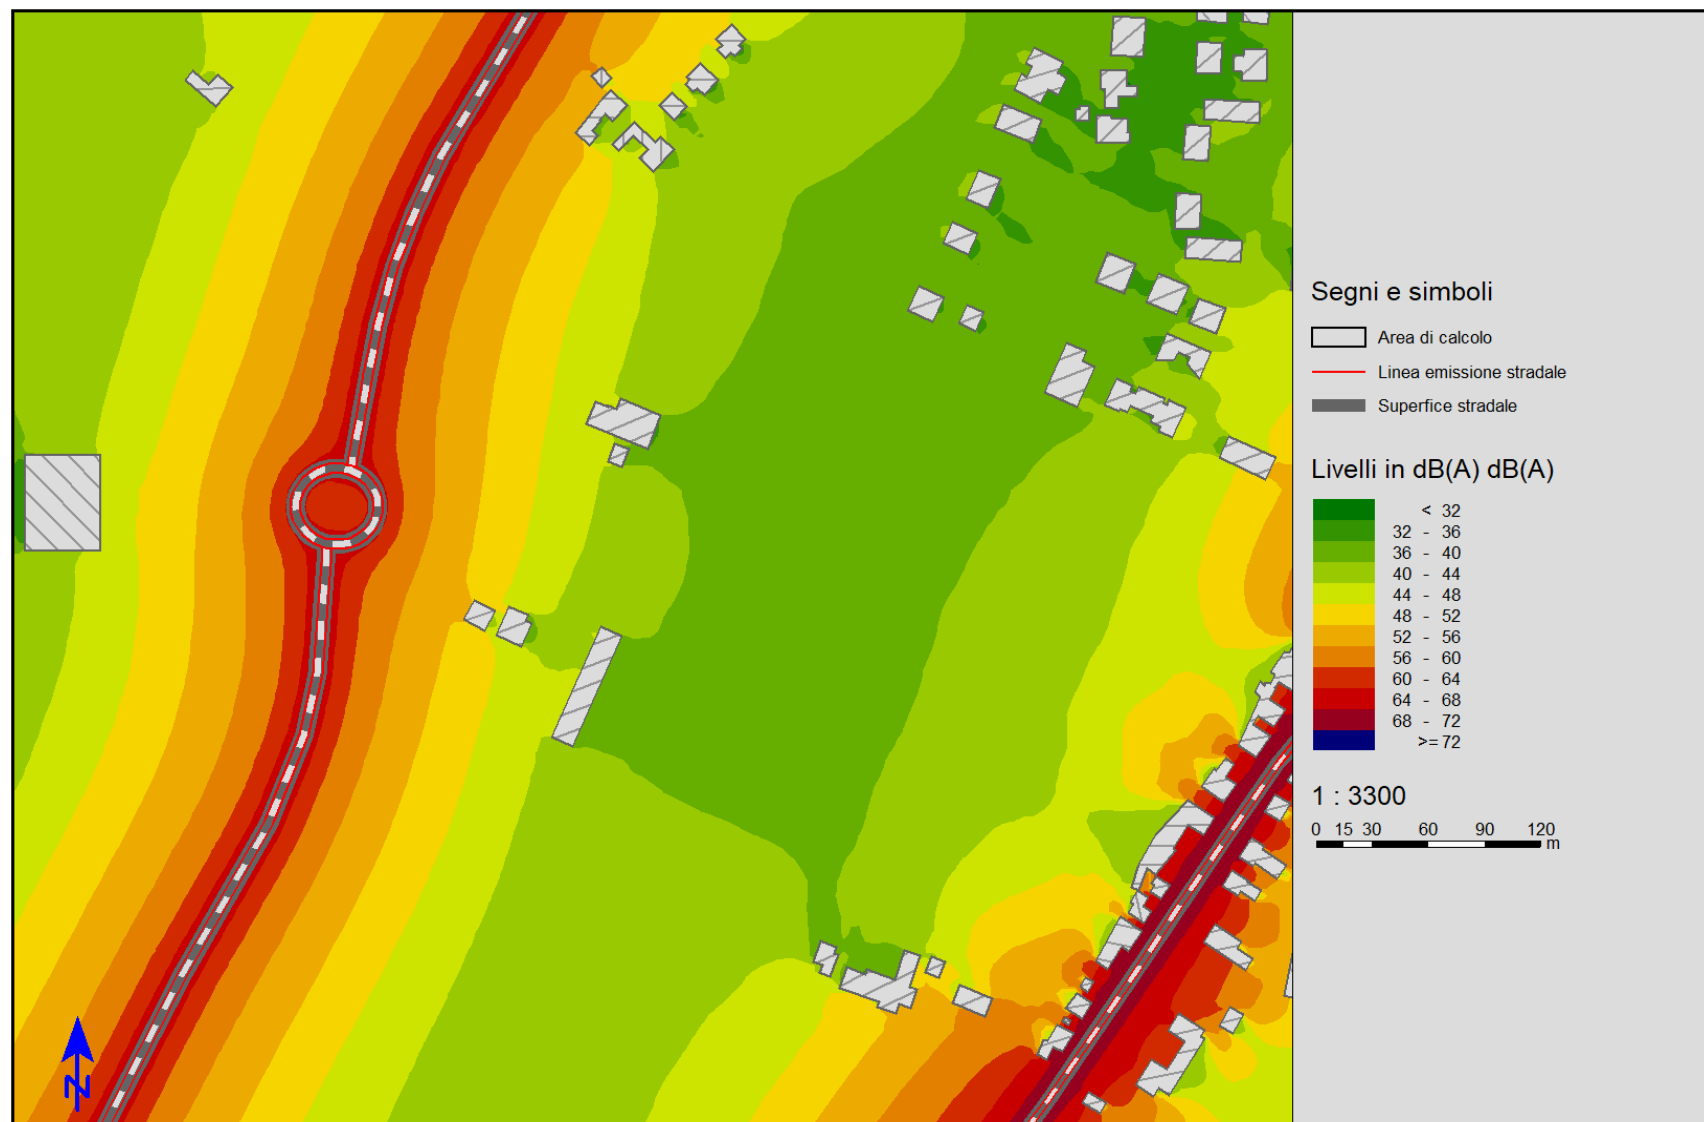 Segni e simboli
Area di calcolo
Linea emissione stradale
Superfice stradale
Livelli in dB(A) dB(A)
< 32
32 - 36
36 - 40
40 - 44
44 - 48
48 - 52
52 - 56
56 - 60
60 - 64
64 - 68
68 - 72
>= 72
1 : 3300
0 15 30 60 90 120
m
N